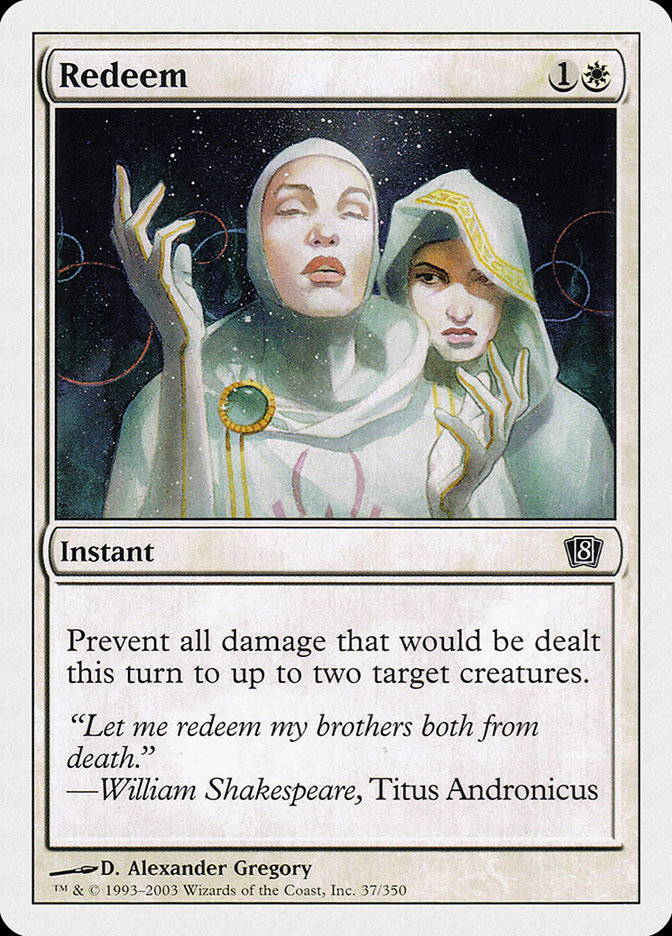 Redeem 1
Instant 8
Prevent all damage that would be dealt
this turn to up to two target creatures.
“Let me redeem my brothers both from
death.”
—William Shakespeare, Titus Andronicus
D. Alexander Gregory
™ & © 1993–2003 Wizards of the Coast, Inc. 37/350